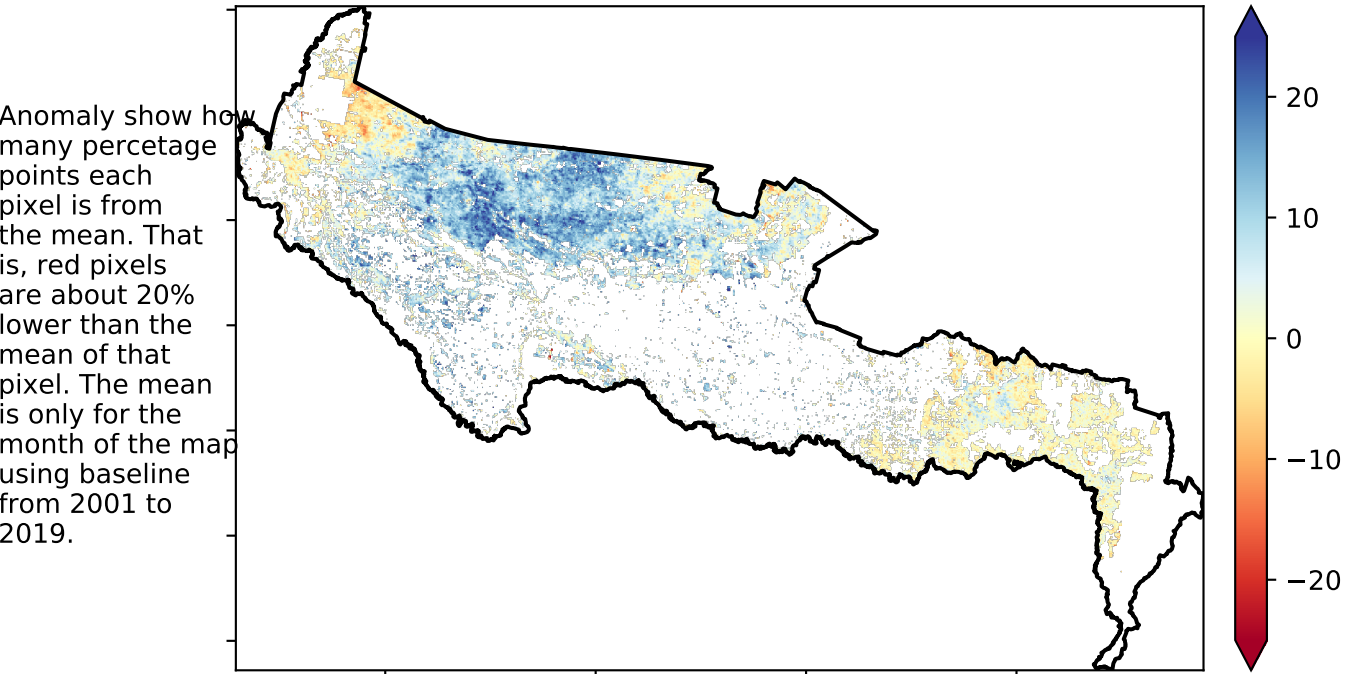 Anomaly show how
many percetage
points each
pixel is from
the mean. That
is, red pixels
are about 20%
lower than the
mean of that
pixel. The mean
is only for the
month of the map
using baseline
from 2001 to
2019.
20
10
0
−10
−20